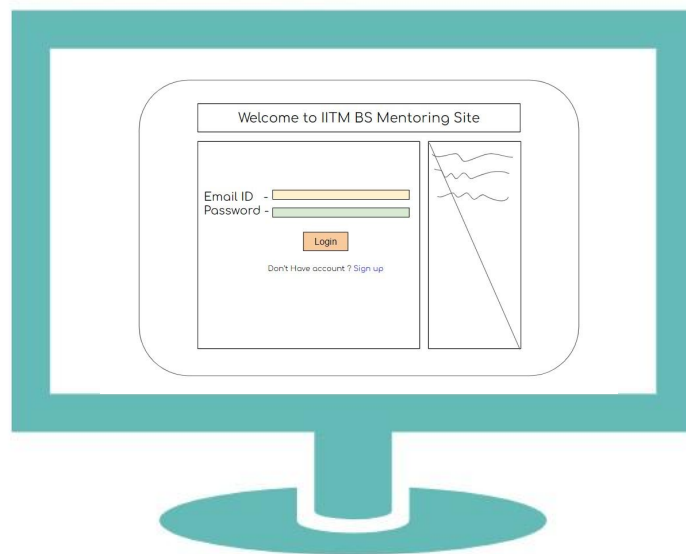 Welcome to IITM BS Mentoring Site
Email ID -
Password -
Login
Don't Have account ? Sign up